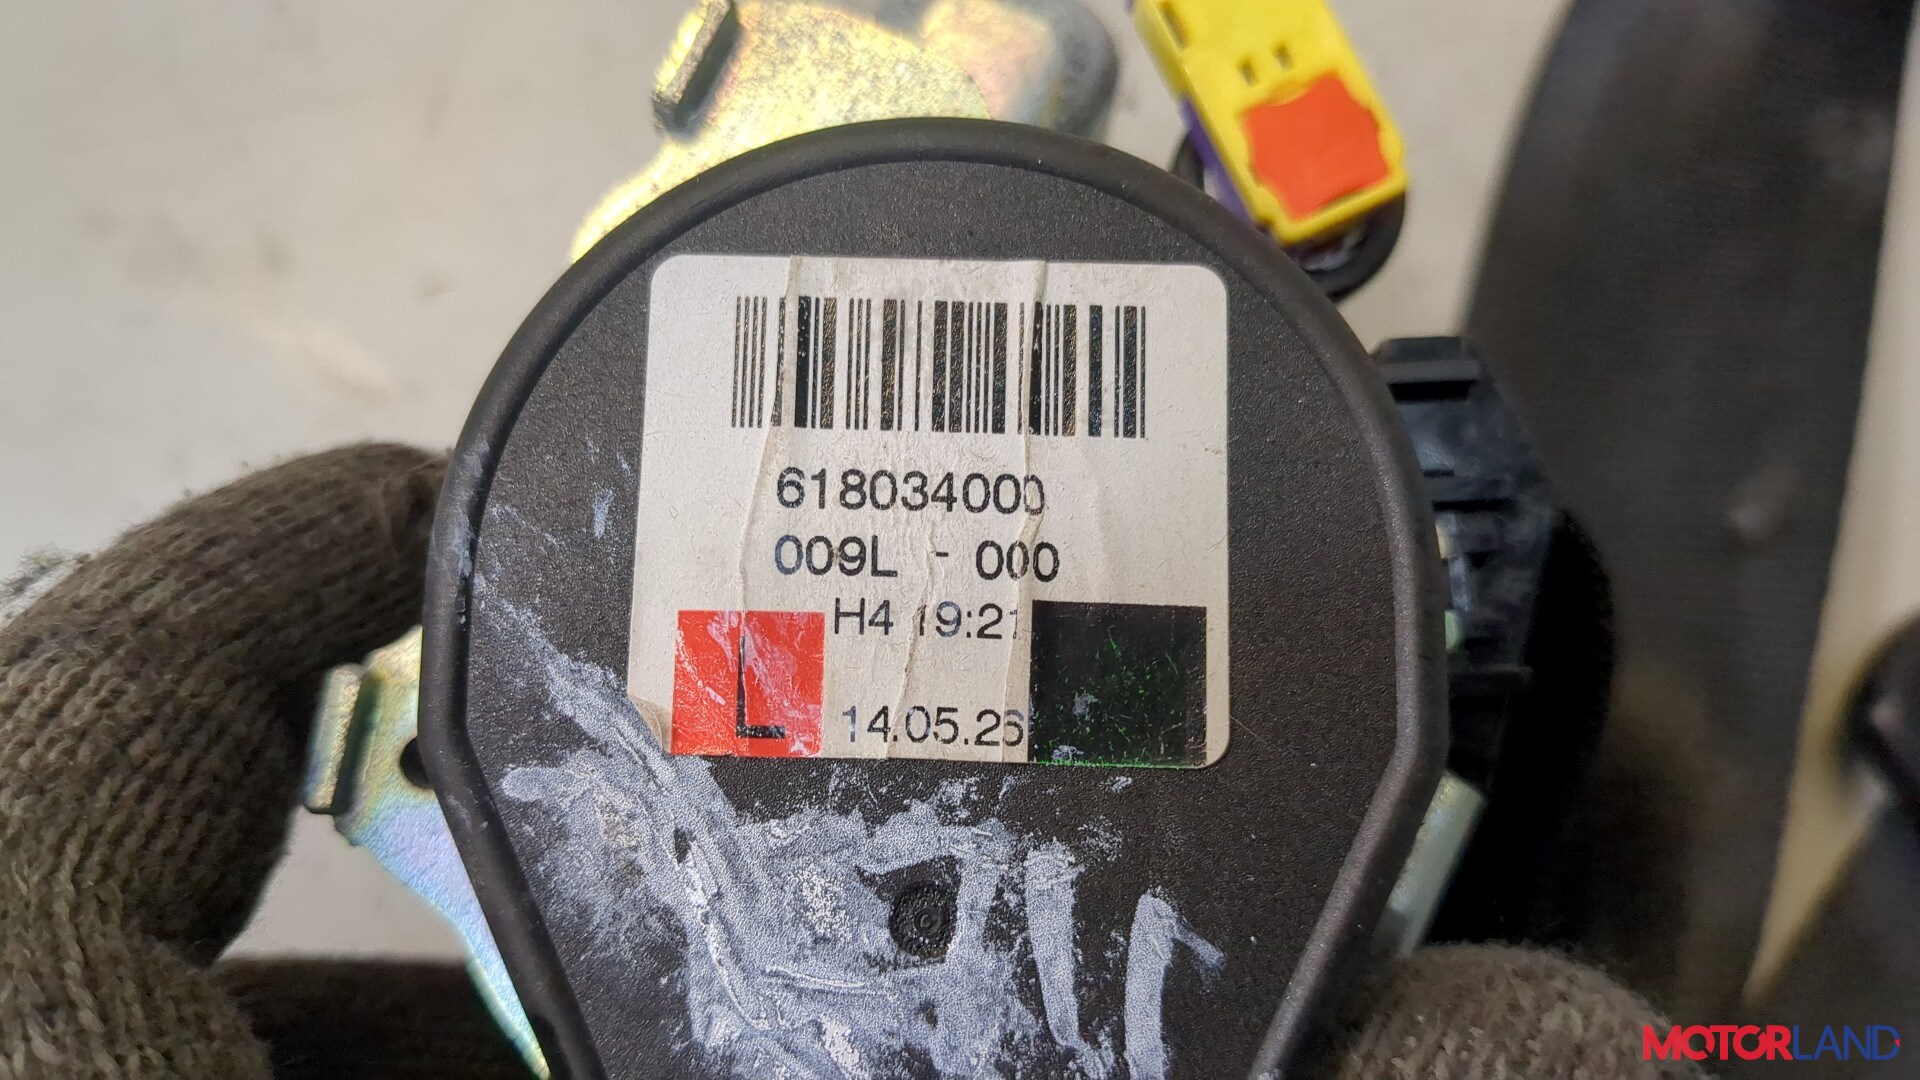 618034000
009L - 000
H4 19:21
L
14.05.26
MOTORLAND